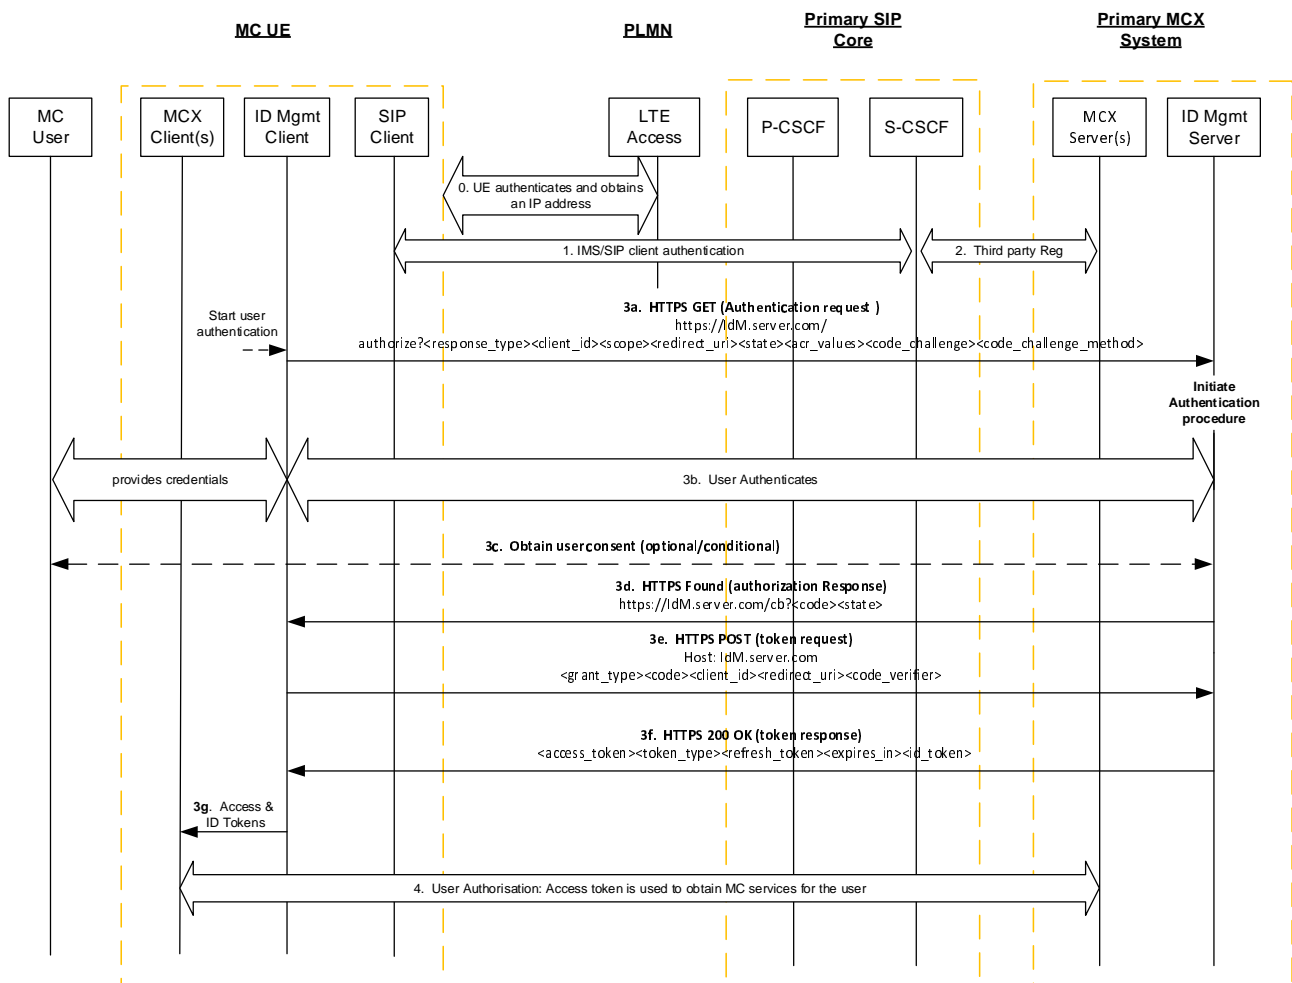 MC UE
PLMN
Primary SIP
Core
Primary MCX
System
MC
User
MCX
Client(s)
ID Mgmt
Client
SIP
Client
LTE
Access
P-CSCF
S-CSCF
MCX
Server(s)
ID Mgmt
Server
0. UE authenticates and obtains
an IP address
1. IMS/SIP client authentication
2. Third party Reg
Start user
authentication
3a. HTTPS GET (Authentication request )
https://IdM.server.com/
authorize?<response_type><client_id><scope><redirect_uri><state><acr_values><code_challenge><code_challenge_method>
Initiate
Authentication
procedure
provides credentials
3b. User Authenticates
3c. Obtain user consent (optional/conditional)
3d. HTTPS Found (authorization Response)
https://IdM.server.com/cb?<code><state>
3e. HTTPS POST (token request)
Host: IdM.server.com
<grant_type><code><client_id><redirect_uri><code_verifier>
3f. HTTPS 200 OK (token response)
<access_token><token_type><refresh_token><expires_in><id_token>
3g. Access &
ID Tokens
4. User Authorisation: Access token is used to obtain MC services for the user